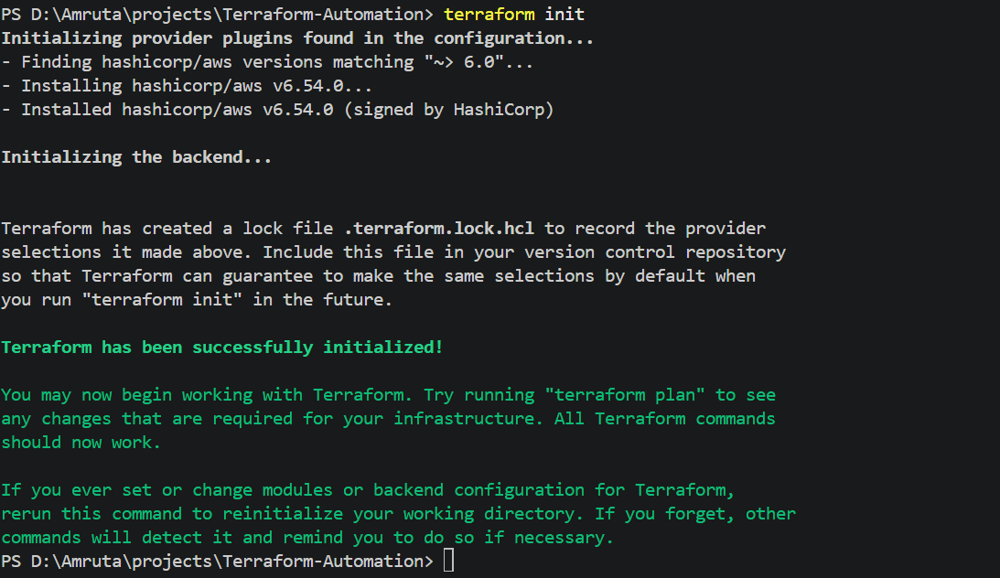 PS D:\Amruta\projects\Terraform-Automation> terraform init
Initializing provider plugins found in the configuration...
- Finding hashicorp/aws versions matching "~> 6.0"...
- Installing hashicorp/aws v6.54.0...
- Installed hashicorp/aws v6.54.0 (signed by HashiCorp)
Initializing the backend...
Terraform has created a lock file .terraform.lock.hcl to record the provider
selections it made above. Include this file in your version control repository
so that Terraform can guarantee to make the same selections by default when
you run "terraform init" in the future.
Terraform has been successfully initialized!
You may now begin working with Terraform. Try running "terraform plan" to see
any changes that are required for your infrastructure. All Terraform commands
should now work.
If you ever set or change modules or backend configuration for Terraform,
rerun this command to reinitialize your working directory. If you forget, other
commands will detect it and remind you to do so if necessary.
PS D:\Amruta\projects\Terraform-Automation>